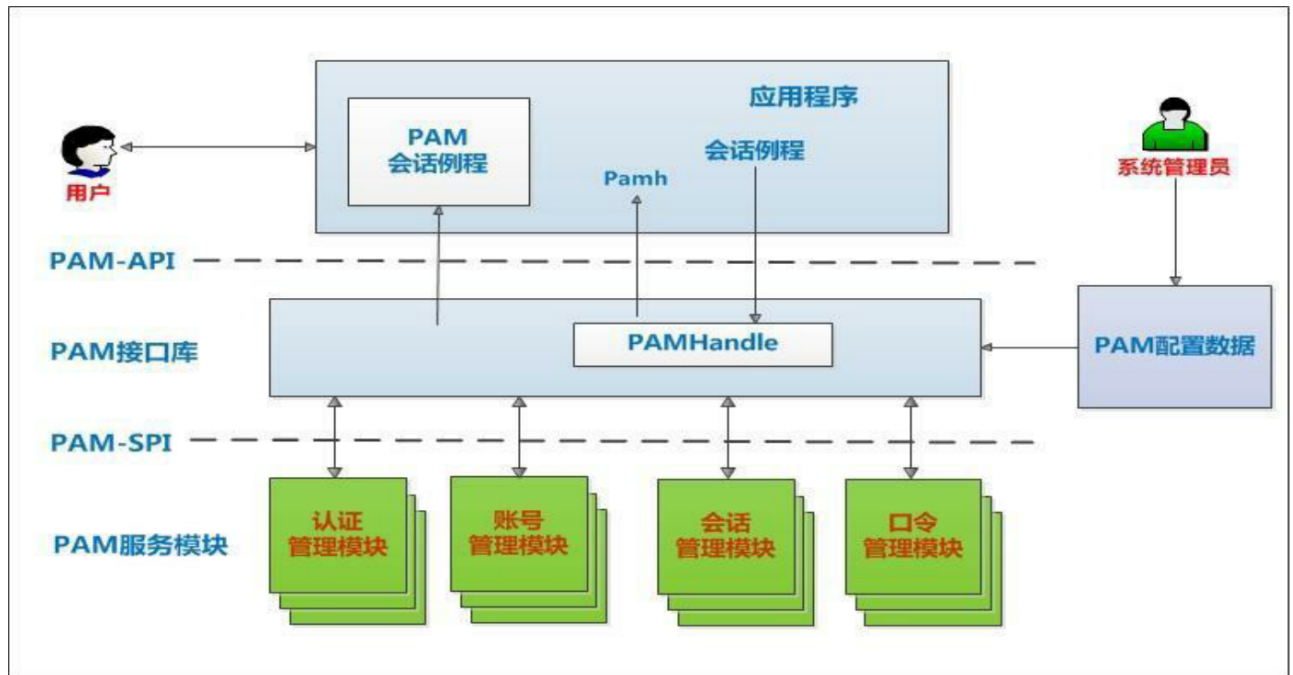 应用程序
PAM
会话例程
会话例程
Pamh
用户
系统管理员
PAM-API
PAM接口库
PAMHandle
PAM配置数据
PAM-SPI
PAM服务模块
认证
管理模块
账号
管理模块
会话
管理模块
口令
管理模块